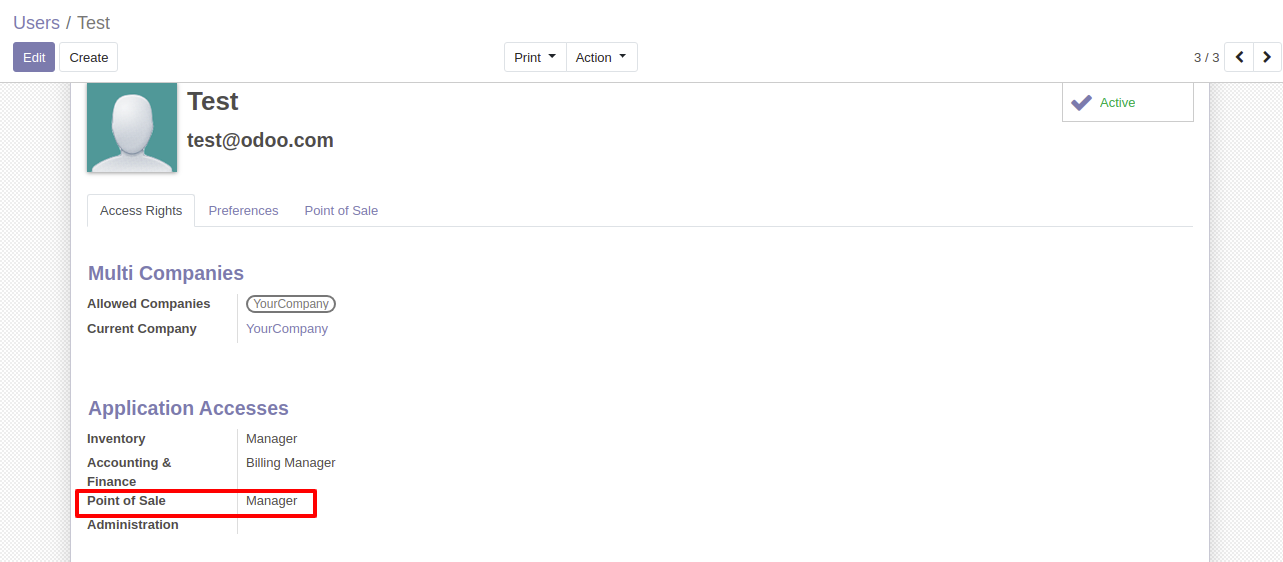 Users / Test
Edit Create Print Action 3 / 3
Test
Active
test@odoo.com
Access Rights Preferences Point of Sale
Multi Companies
Allowed Companies YourCompany
Current Company YourCompany
Application Accesses
Inventory Manager
Accounting & Billing Manager
Finance
Point of Sale Manager
Administration